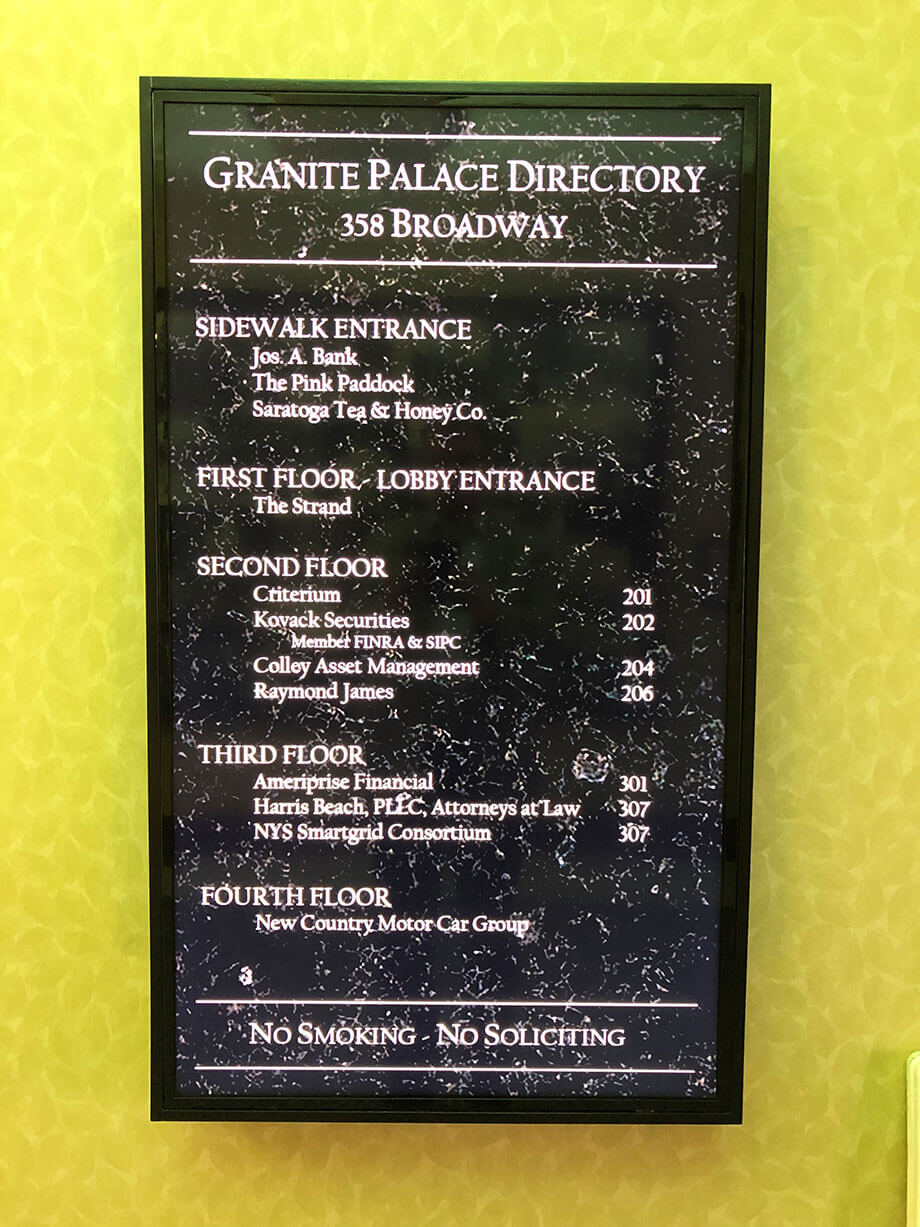 GRANITE PALACE DIRECTORY
358 BROADWAY
SIDEWALK ENTRANCE
Jos. A. Bank
The Pink Paddock
Saratoga Tea & Honey Co.
FIRST FLOOR - LOBBY ENTRANCE
The Strand
SECOND FLOOR
Criterium 201
Kovack Securities 202
Member FINRA & SIPC
Colley Asset Management 204
Raymond James 206
THIRD FLOOR
Ameriprise Financial 301
Harris Beach, PLLC, Attorneys at Law 307
NYS Smartgrid Consortium 307
FOURTH FLOOR
New Country Motor Car Group
NO SMOKING - NO SOLICITING